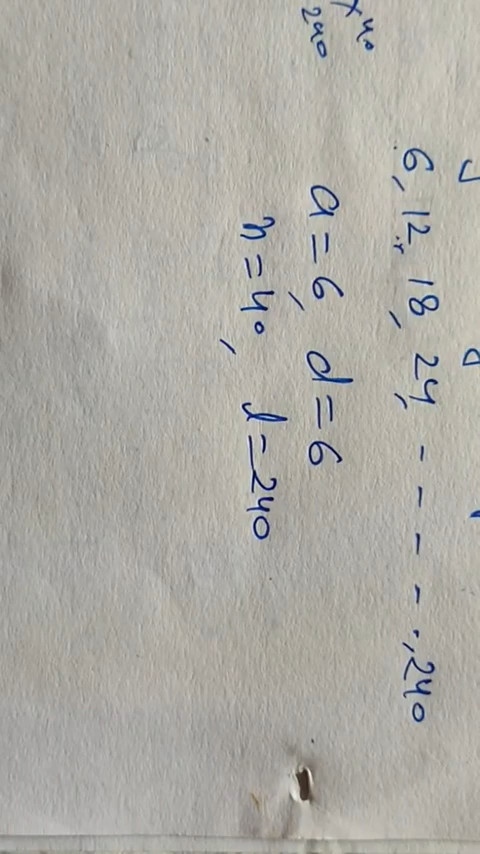 ×40
240
6, 12, 18, 24, - - - - -, 240
a = 6, d = 6
n = 40, l = 240